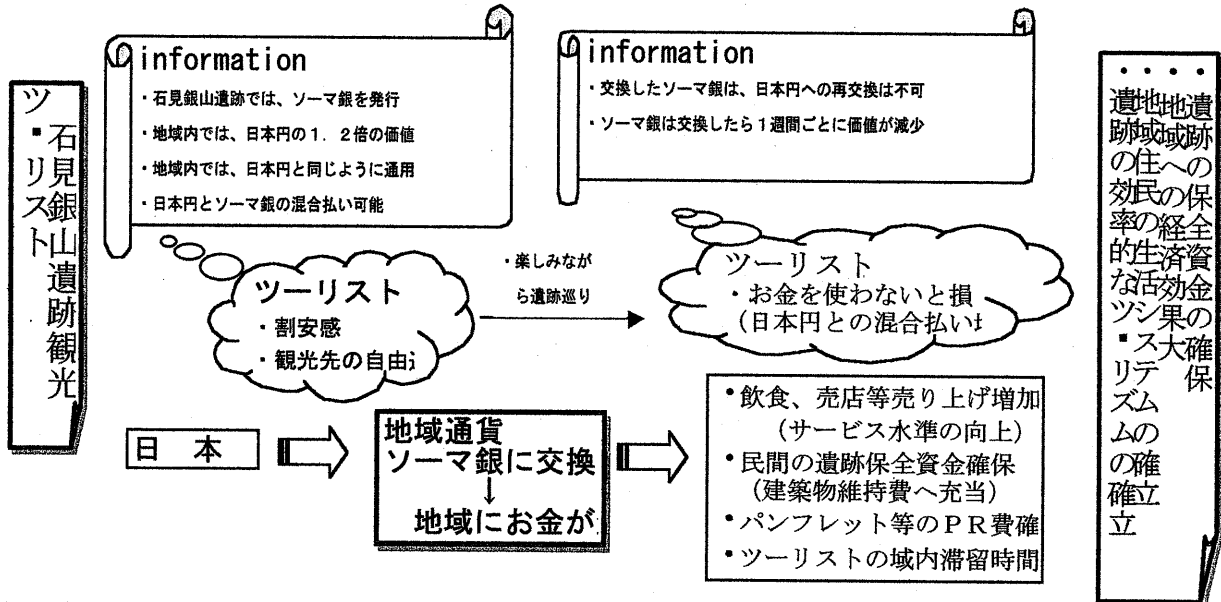 information
・石見銀山遺跡では、ソーマ銀を発行
・地域内では、日本円の１．２倍の価値
・地域内では、日本円と同じように通用
・日本円とソーマ銀の混合払い可能
information
・交換したソーマ銀は、日本円への再交換は不可
・ソーマ銀は交換したら１週間ごとに価値が減少
石見銀山遺跡観光
ツーリスト
ツーリスト
・割安感
・観光先の自由
・楽しみなが
ら遺跡巡り
ツーリスト
・お金を使わないと損
（日本円との混合払い
日 本
地域通貨
ソーマ銀に交換
↓
地域にお金が
・飲食、売店等売り上げ増加
（サービス水準の向上）
・民間の遺跡保全資金確保
（建築物維持費へ充当）
・パンフレット等のＰＲ費確
・ツーリストの域内滞留時間
・遺跡の保全資金の確保
・地域への経済効果大
・地域住民の生活システムの確立
・遺跡の効率的なツーリズムの確立